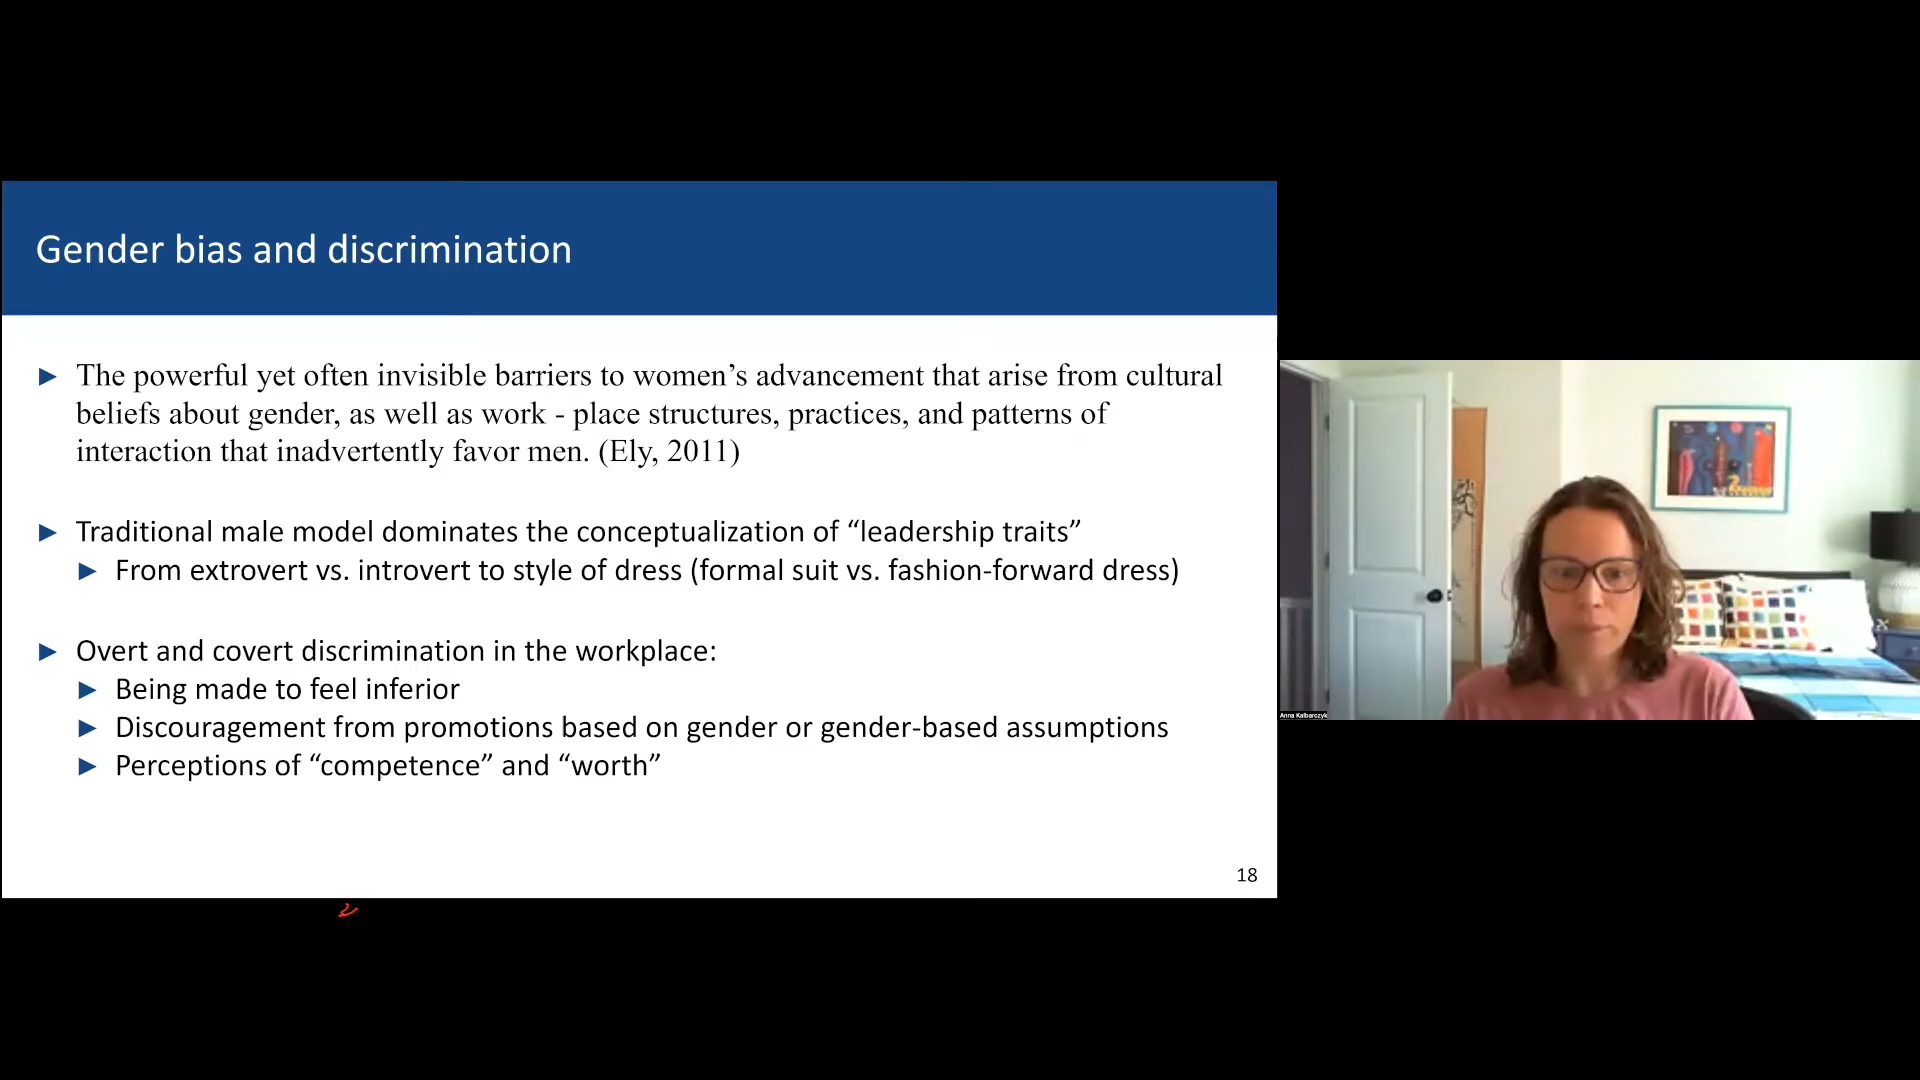 Gender bias and discrimination
► The powerful yet often invisible barriers to women’s advancement that arise from cultural
beliefs about gender, as well as work - place structures, practices, and patterns of
interaction that inadvertently favor men. (Ely, 2011)
► Traditional male model dominates the conceptualization of “leadership traits”
► From extrovert vs. introvert to style of dress (formal suit vs. fashion-forward dress)
► Overt and covert discrimination in the workplace:
► Being made to feel inferior
► Discouragement from promotions based on gender or gender-based assumptions
► Perceptions of “competence” and “worth”
18
Anna Kalbarczyk